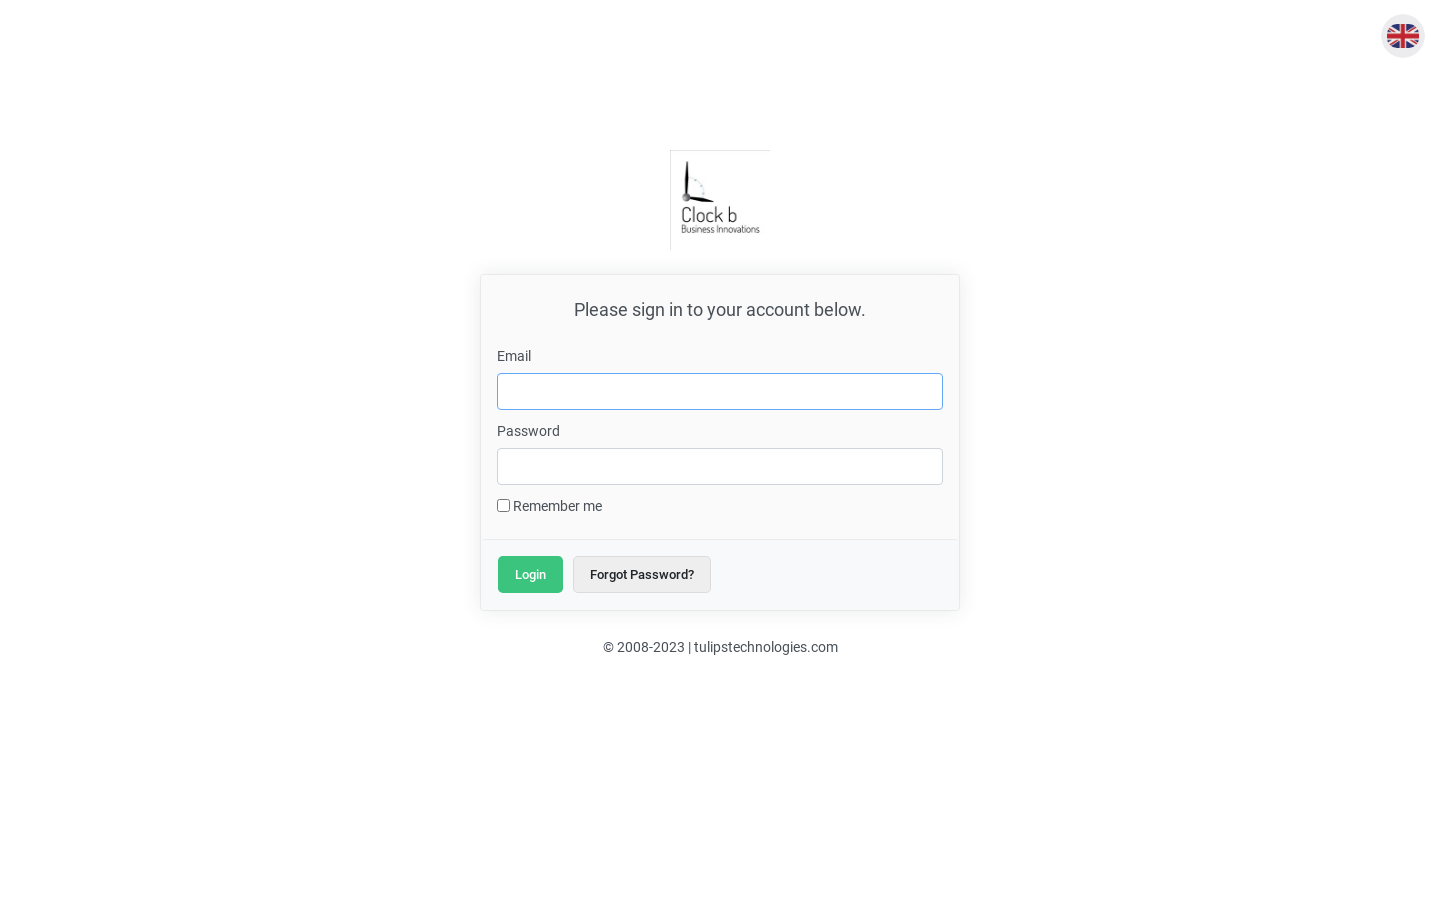 Clock b
Business Innovations
Please sign in to your account below.
Email
Password
Remember me
Login
Forgot Password?
© 2008-2023 | tulipstechnologies.com